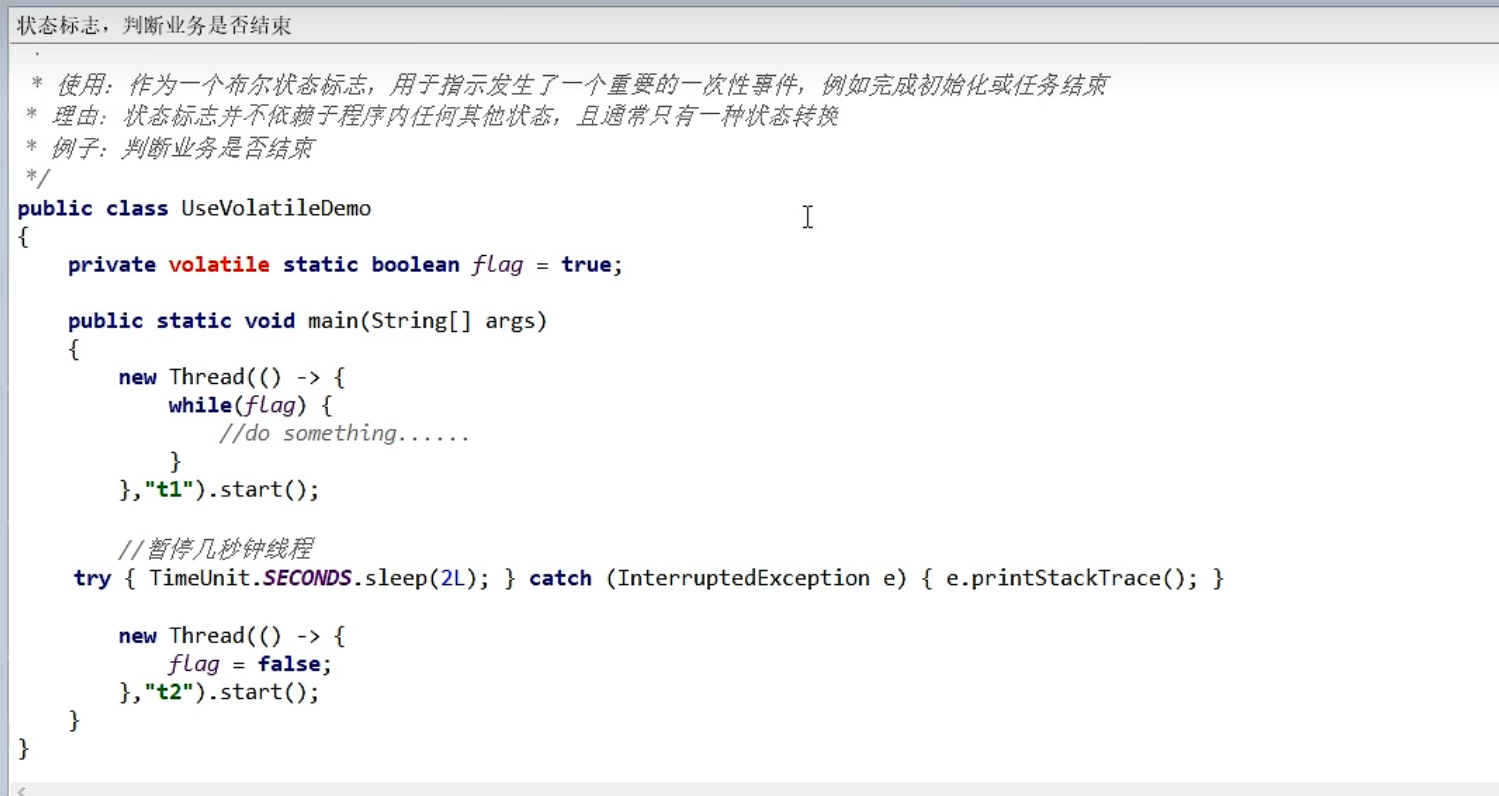 状态标志，判断业务是否结束
* 使用：作为一个布尔状态标志，用于指示发生了一个重要的一次性事件，例如完成初始化或任务结束
* 理由：状态标志并不依赖于程序内任何其他状态，且通常只有一种状态转换
* 例子：判断业务是否结束
*/
public class UseVolatileDemo
{
    private volatile static boolean flag = true;
    public static void main(String[] args)
    {
        new Thread(() -> {
            while(flag) {
                //do something......
            }
        },"t1").start();
        //暂停几秒钟线程
    try { TimeUnit.SECONDS.sleep(2L); } catch (InterruptedException e) { e.printStackTrace(); }
        new Thread(() -> {
            flag = false;
        },"t2").start();
    }
}